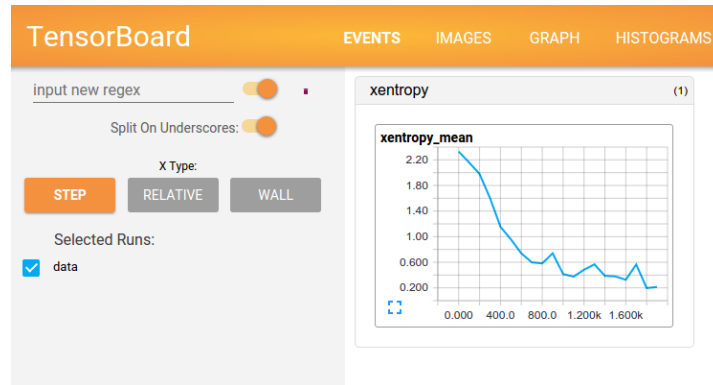 TensorBoard
EVENTS IMAGES GRAPH HISTOGRAMS
input new regex
Split On Underscores:
X Type:
STEP RELATIVE WALL
Selected Runs:
data
xentropy (1)
xentropy_mean
2.20
1.80
1.40
1.00
0.600
0.200
0.000 400.0 800.0 1.200k 1.600k